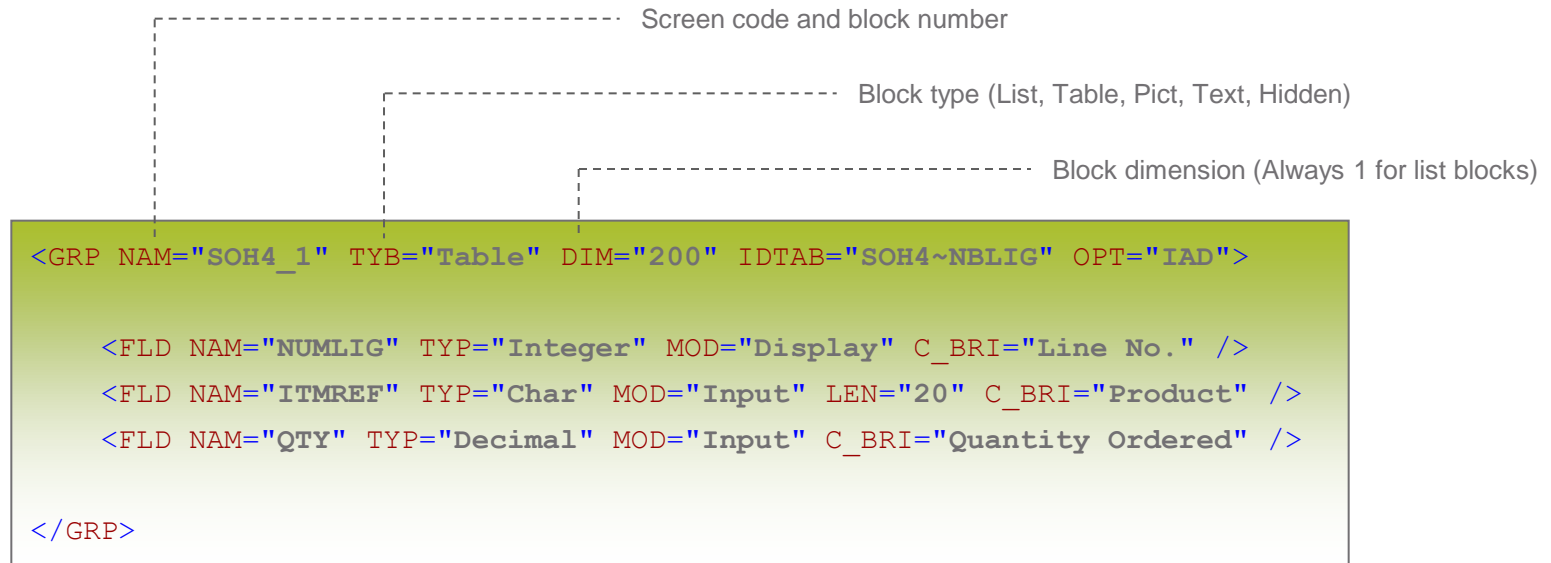 Screen code and block number
Block type (List, Table, Pict, Text, Hidden)
Block dimension (Always 1 for list blocks)
<GRP NAM="SOH4_1" TYB="Table" DIM="200" IDTAB="SOH4~NBLIG" OPT="IAD">
<FLD NAM="NUMLIG" TYP="Integer" MOD="Display" C_BRI="Line No." />
<FLD NAM="ITMREF" TYP="Char" MOD="Input" LEN="20" C_BRI="Product" />
<FLD NAM="QTY" TYP="Decimal" MOD="Input" C_BRI="Quantity Ordered" />
</GRP>